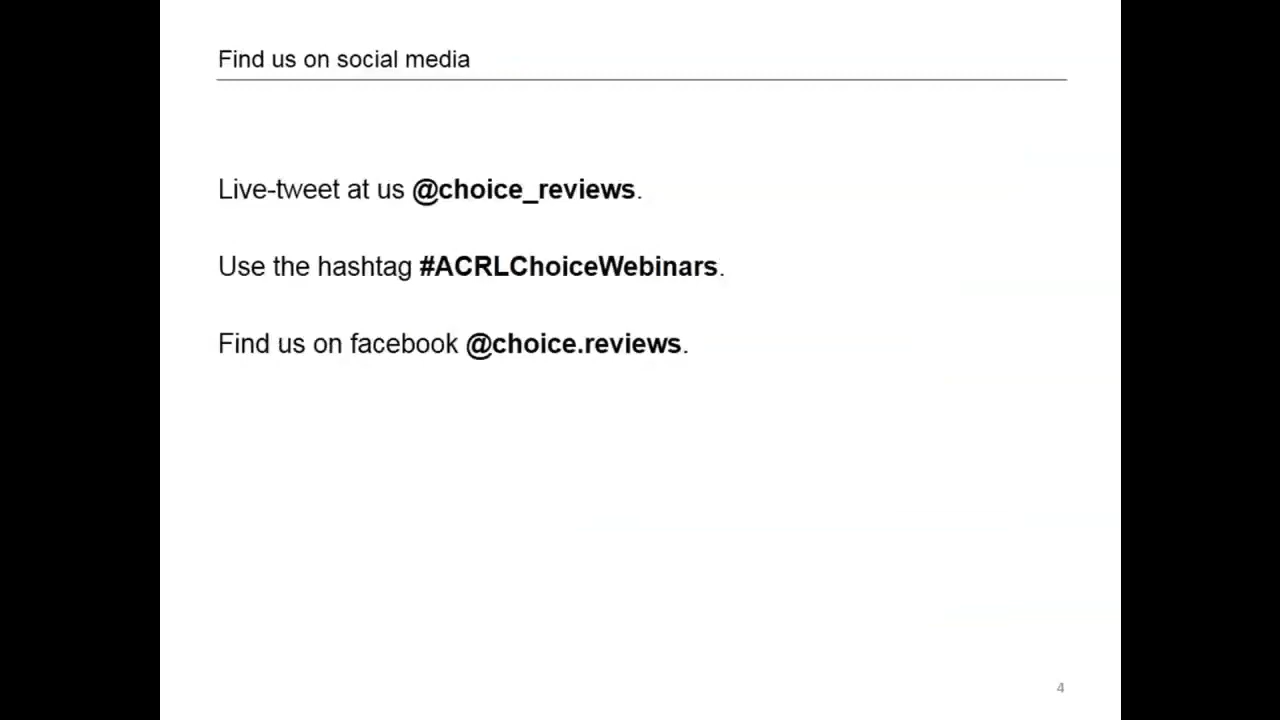 Find us on social media
Live-tweet at us @choice_reviews.
Use the hashtag #ACRLChoiceWebinars.
Find us on facebook @choice.reviews.
4